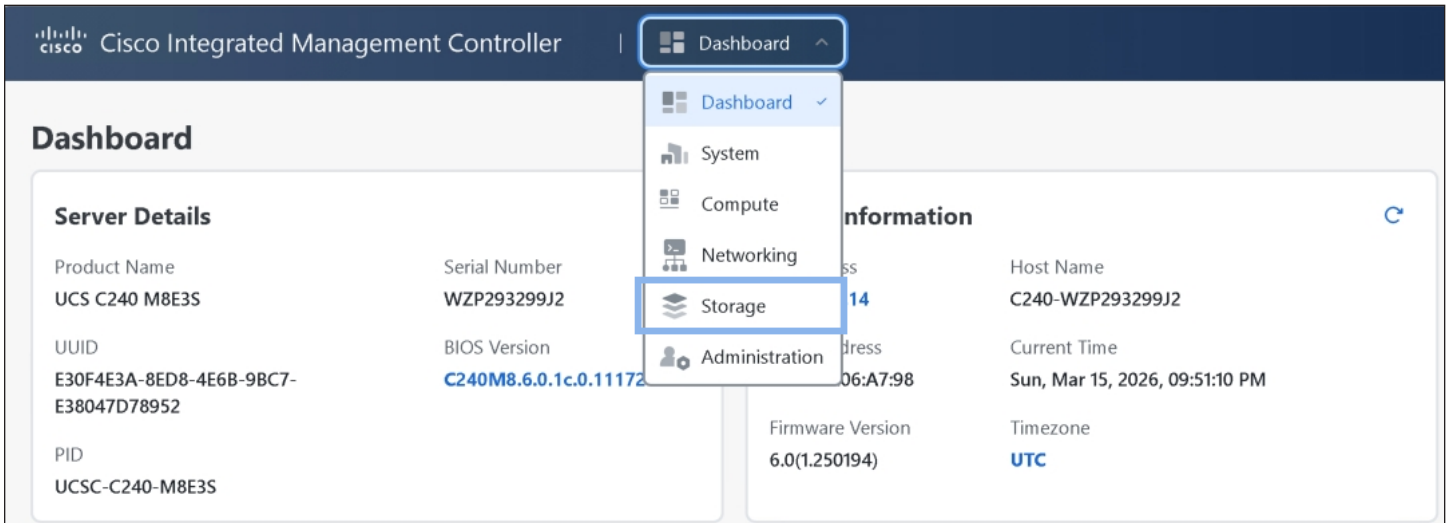 cisco Cisco Integrated Management Controller | Dashboard
Dashboard
System
Compute
Networking
Storage
Administration
Dashboard
Server Details
Product Name
UCS C240 M8E3S
Serial Number
WZP293299J2
UUID
E30F4E3A-8ED8-4E6B-9BC7-
E38047D78952
BIOS Version
C240M8.6.0.1c.0.11172
PID
UCSC-C240-M8E3S
14
Host Name
C240-WZP293299J2
06:A7:98
Current Time
Sun, Mar 15, 2026, 09:51:10 PM
Firmware Version
6.0(1.250194)
Timezone
UTC